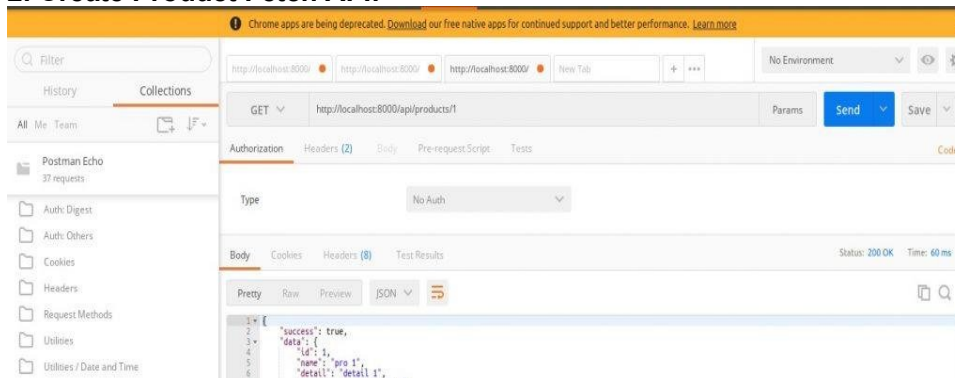 Chrome apps are being deprecated. Download our free native apps for continued support and better performance. Learn more
Filter
http://localhost:8000/
http://localhost:8000/
http://localhost:8000/
New Tab
+
No Environment
History
Collections
GET
http://localhost:8000/api/products/1
Params
Send
Save
All Me Team
Authorization
Headers (2)
Body
Pre-request Script
Tests
Code
Postman Echo
37 requests
Type
No Auth
Auth: Digest
Auth: Others
Body
Cookies
Headers (8)
Test Results
Status: 200 OK
Time: 60 ms
Cookies
Headers
Pretty
Raw
Preview
JSON
Request Methods
Utilities
Utilities / Date and Time
1 {
2 "success": true,
3 "data": {
4 "id": 1,
5 "name": "pro 1",
6 "detail": "detail 1",